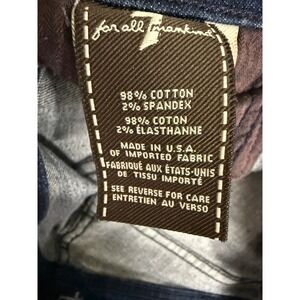 for all mankind
98% COTTON
2% SPANDEX
98% COTON
2% ÉLASTHANNE
MADE IN U.S.A.
OF IMPORTED FABRIC
FABRIQUÉ AUX ÉTATS-UNIS
DE TISSU IMPORTÉ
SEE REVERSE FOR CARE
ENTRETIEN AU VERSO